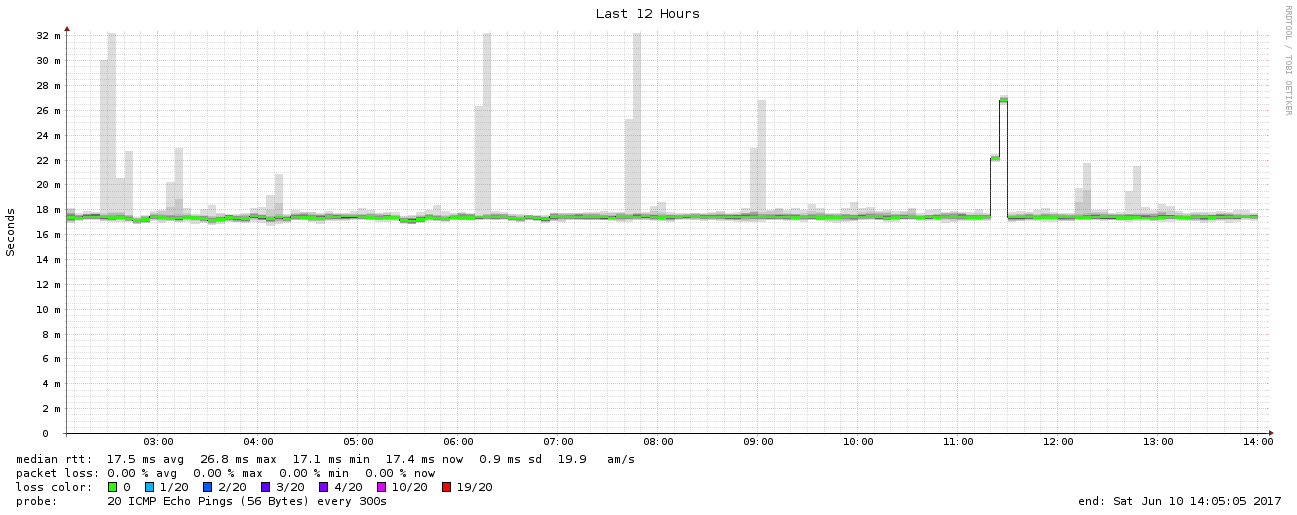 Last 12 Hours
RRDTOOL / TOBI OETIKER
Seconds
32 m
30 m
28 m
26 m
24 m
22 m
20 m
18 m
16 m
14 m
12 m
10 m
8 m
6 m
4 m
2 m
0
03:00 04:00 05:00 06:00 07:00 08:00 09:00 10:00 11:00 12:00 13:00 14:00
median rtt: 17.5 ms avg 26.8 ms max 17.1 ms min 17.4 ms now 0.9 ms sd 19.9 am/s
packet loss: 0.00 % avg 0.00 % max 0.00 % min 0.00 % now
loss color: 0 1/20 2/20 3/20 4/20 10/20 19/20
probe: 20 ICMP Echo Pings (56 Bytes) every 300s end: Sat Jun 10 14:05:05 2017